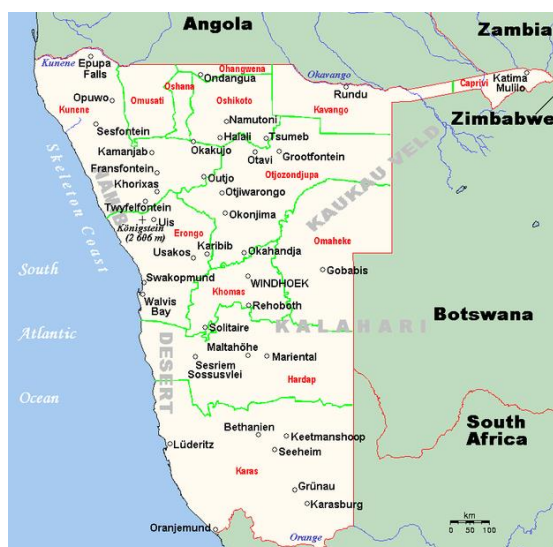 Angola
Zambia
Kunene
Epupa
Falls
Ohangwena
Okavango
Katima
Mulilo
Caprivi
Ondangua
Oshana
Omusati
Oshikoto
Rundu
Kunene
Opuwo
Kavango
Zimbabwe
Namutoni
Sesfontein
Halali
Tsumeb
Kamanjab
Okakujo
Otavi
Grootfontein
Fransfontein
Outjo
Otjozondjupa
Khorixas
Otjiwarongo
NAMIB
KAUKAU VELD
Twyfelfontein
Okonjima
Uis
Königstein
(2 606 m)
Erongo
Omaheke
Skeleton Coast
Karibib
Okahandja
Usakos
South
Gobabis
Swakopmund
WINDHOEK
Khomas
Walvis
Bay
Rehoboth
Botswana
Atlantic
Solitaire
KALAHARI
Maltahöhe
Mariental
Sesriem
Sossusvlei
DESERT
Hardap
Ocean
South
Africa
Bethanien
Keetmanshoop
Lüderitz
Seeheim
Karas
Grünau
Karasburg
Oranjemund
Orange
km
0 50 100